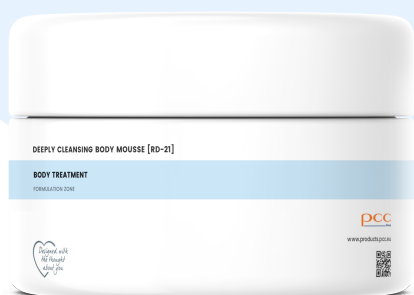 DEEPLY CLEANSING BODY MOUSSE [RD-21]
BODY TREATMENT
FORMULATION ZONE
pcc
www.products.pcc.eu
Designed with
the thought
about you